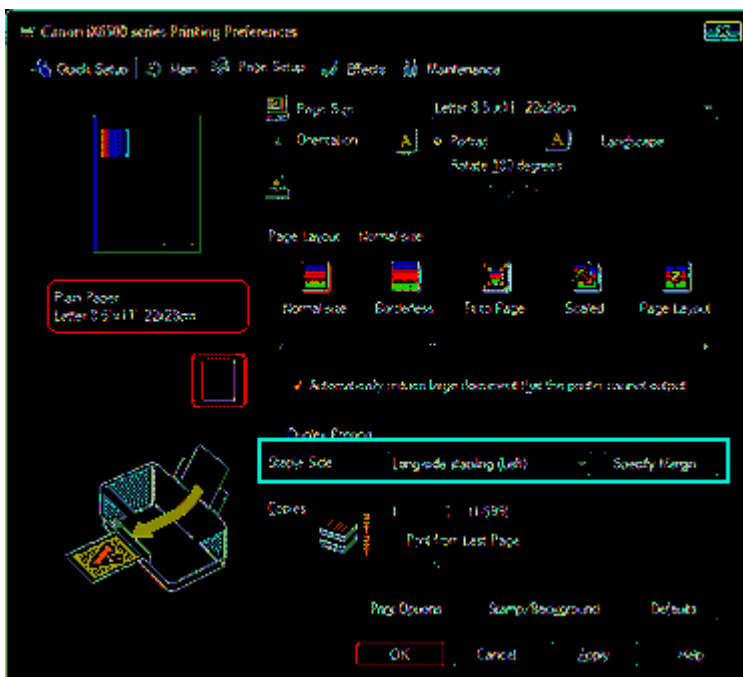 Canon iX6500 series Printing Preferences
Quick Setup Main Page Setup Effects Maintenance
Page Size Letter 8.5"x11" 22x28cm
Orientation A Portrait A Landscape
Rotate 180 degrees
Page Layout Normal-size
Plain Paper
Letter 8.5"x11" 22x28cm
Normal-size Borderless Fit-to-Page Scaled Page Layout
Automatically reduce large document that the printer cannot output
Duplex Printing
Staple Side Long-side stapling (Left) Specify Margin
Copies 1 (1-999)
Print from Last Page
Print Options Stamp/Background Defaults
OK Cancel Apply Help